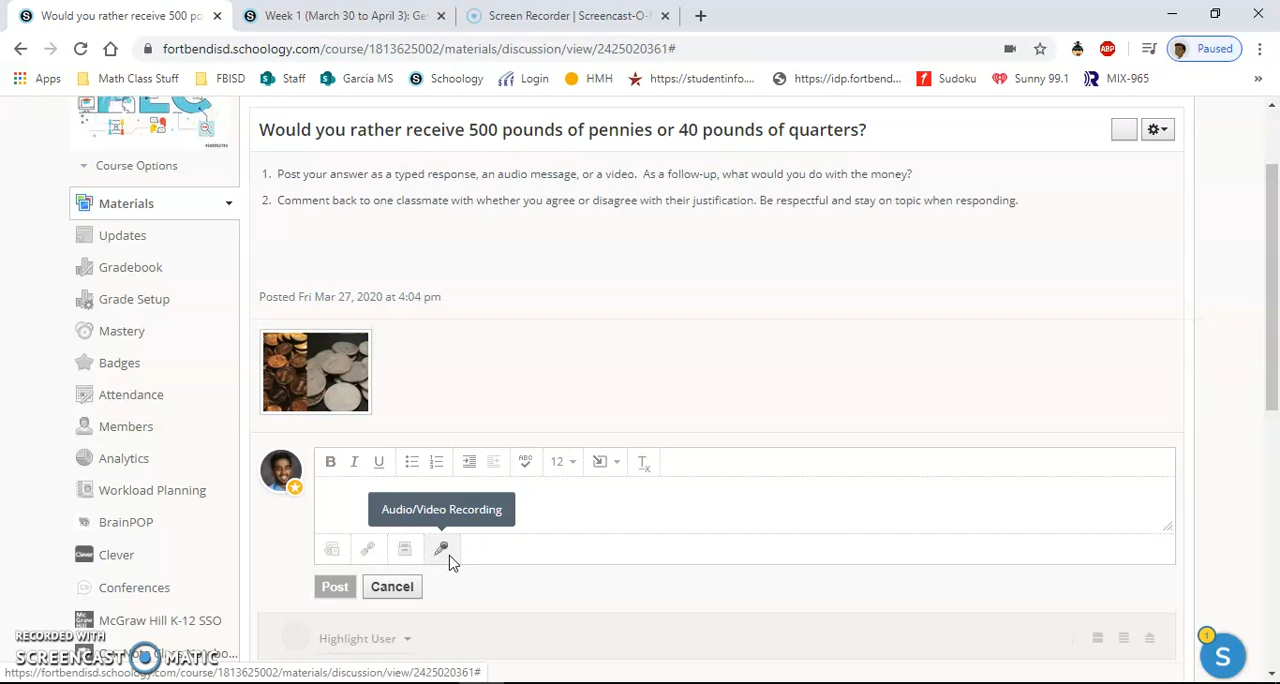 Would you rather receive 500 po
Week 1 (March 30 to April 3): Ge
Screen Recorder | Screencast-O-
fortbendisd.schoology.com/course/1813625002/materials/discussion/view/2425020361#
ABP
Paused
Apps
Math Class Stuff
FBISD
Staff
Garcia MS
Schoology
Login
HMH
https://studentinfo...
https://idp.fortbend...
Sudoku
Sunny 99.1
MIX-965
Course Options
Materials
Updates
Gradebook
Grade Setup
Mastery
Badges
Attendance
Members
Analytics
Workload Planning
BrainPOP
Clever
Conferences
McGraw Hill K-12 SSO
Would you rather receive 500 pounds of pennies or 40 pounds of quarters?
1. Post your answer as a typed response, an audio message, or a video. As a follow-up, what would you do with the money?
2. Comment back to one classmate with whether you agree or disagree with their justification. Be respectful and stay on topic when responding.
Posted Fri Mar 27, 2020 at 4:04 pm
B I U ABC 12 Tx
Audio/Video Recording
Post Cancel
Highlight User
1
S
RECORDED WITH
SCREENCAST MATIC
https://fortbendisd.schoology.com/course/1813625002/materials/discussion/view/2425020361#